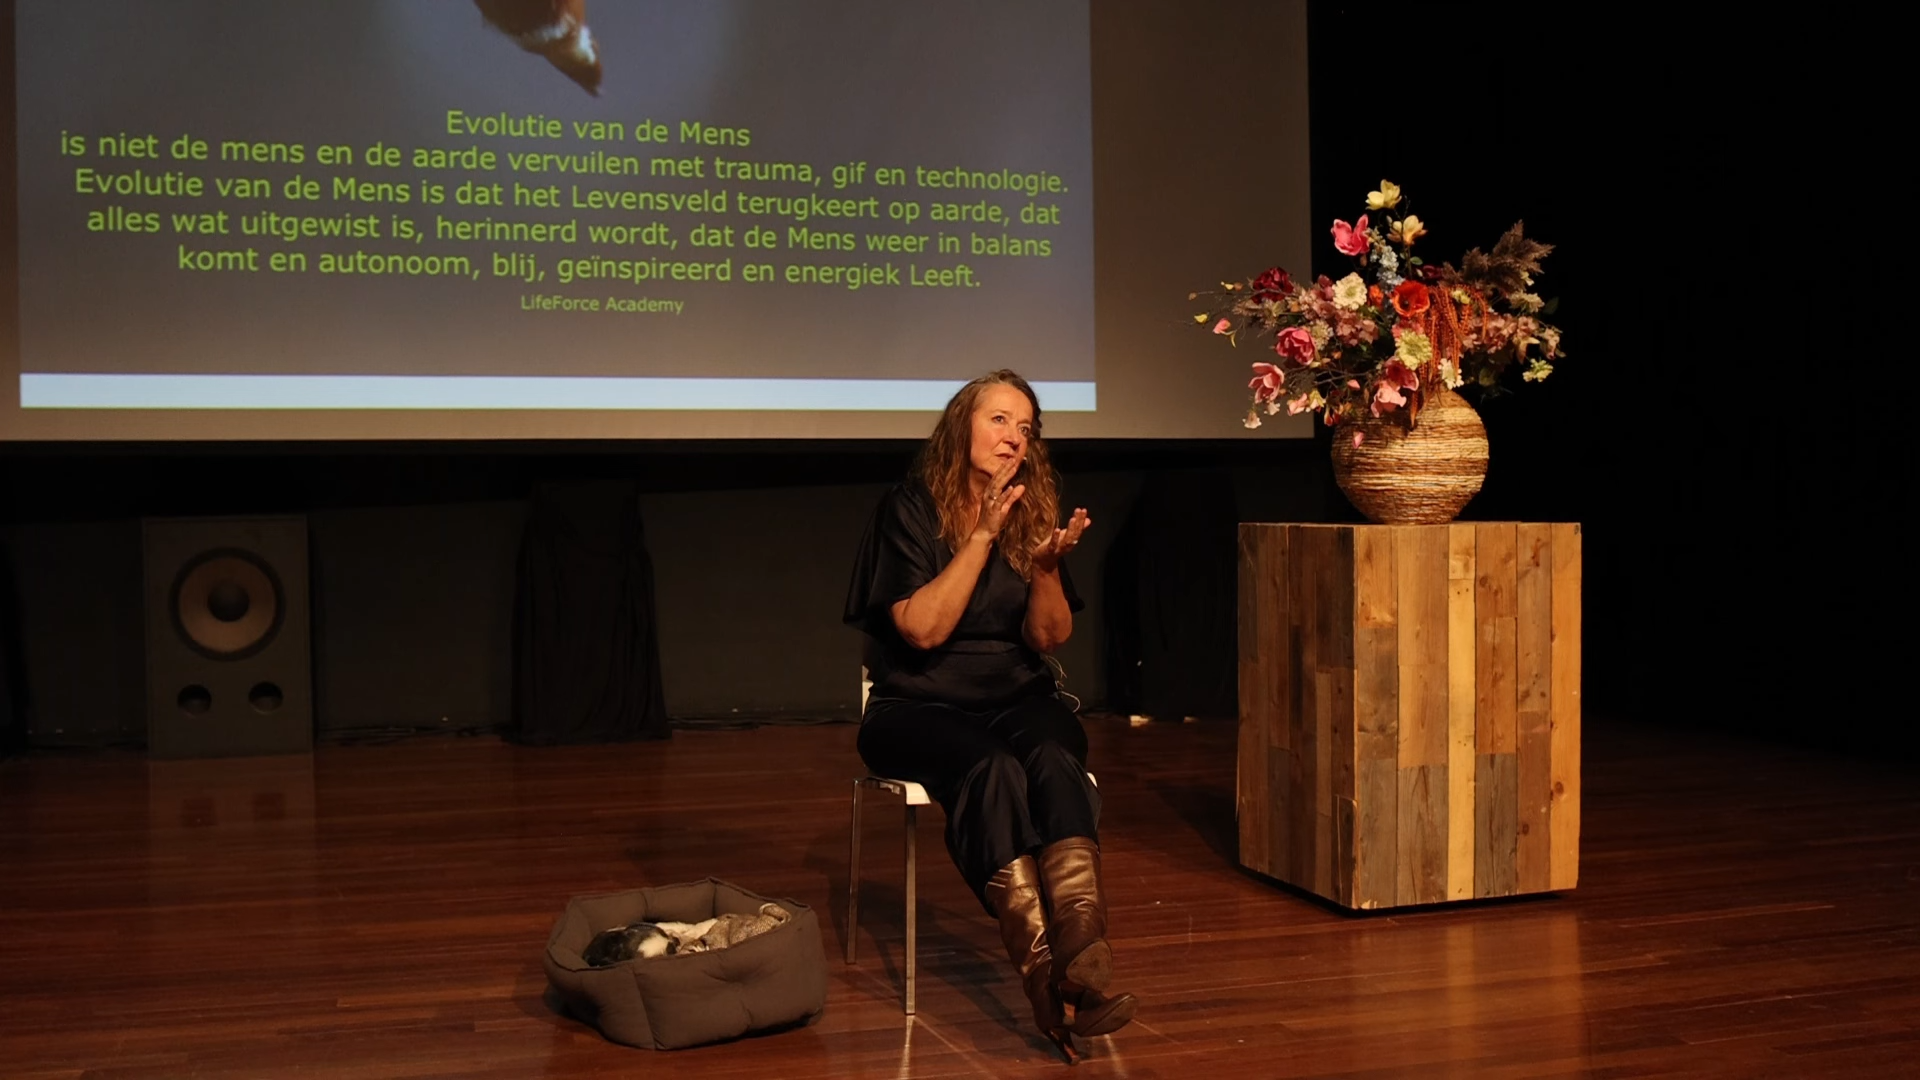 Evolutie van de Mens
is niet de mens en de aarde vervuilen met trauma, gif en technologie.
Evolutie van de Mens is dat het Levensveld terugkeert op aarde, dat
alles wat uitgewist is, herinnerd wordt, dat de Mens weer in balans
komt en autonoom, blij, geïnspireerd en energiek Leeft.
LifeForce Academy